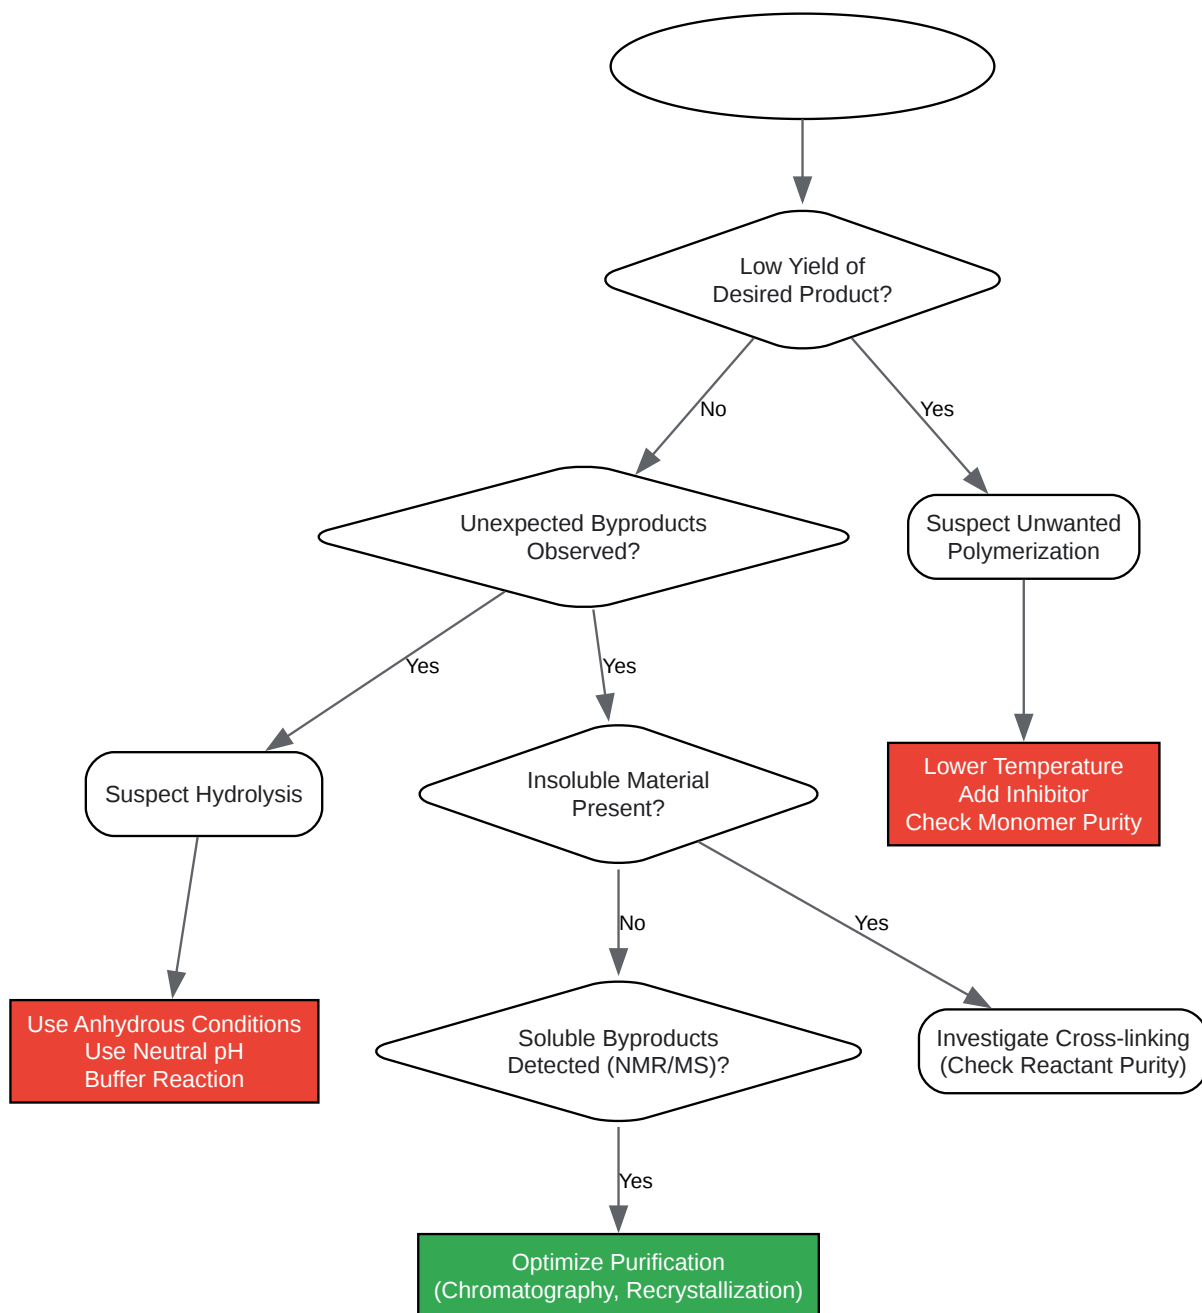 Low Yield of
Desired Product?
No
Yes
Unexpected Byproducts
Observed?
Suspect Unwanted
Polymerization
Yes
Yes
Suspect Hydrolysis
Insoluble Material
Present?
Lower Temperature
Add Inhibitor
Check Monomer Purity
No
Yes
Use Anhydrous Conditions
Use Neutral pH
Buffer Reaction
Soluble Byproducts
Detected (NMR/MS)?
Investigate Cross-linking
(Check Reactant Purity)
Yes
Optimize Purification
(Chromatography, Recrystallization)